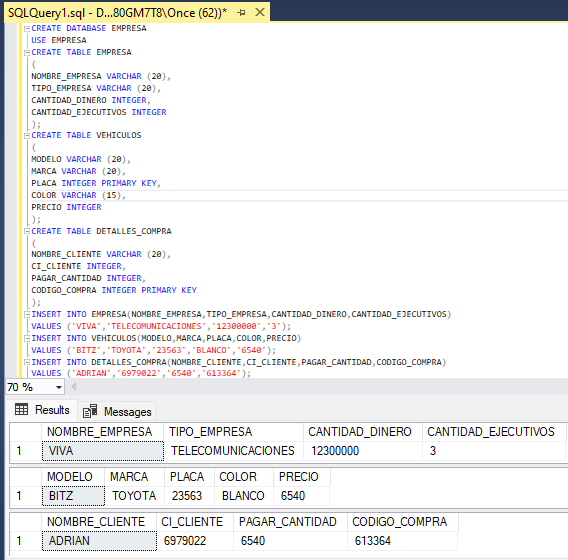 SQLQuery1.sql - D...80GM7T8\Once (62))*
CREATE DATABASE EMPRESA
USE EMPRESA
CREATE TABLE EMPRESA
(
NOMBRE_EMPRESA VARCHAR (20),
TIPO_EMPRESA VARCHAR (20),
CANTIDAD_DINERO INTEGER,
CANTIDAD_EJECUTIVOS INTEGER
);
CREATE TABLE VEHICULOS
(
MODELO VARCHAR (20),
MARCA VARCHAR (20),
PLACA INTEGER PRIMARY KEY,
COLOR VARCHAR (15),
PRECIO INTEGER
);
CREATE TABLE DETALLES_COMPRA
(
NOMBRE_CLIENTE VARCHAR (20),
CI_CLIENTE INTEGER,
PAGAR_CANTIDAD INTEGER,
CODIGO_COMPRA INTEGER PRIMARY KEY
);
INSERT INTO EMPRESA(NOMBRE_EMPRESA,TIPO_EMPRESA,CANTIDAD_DINERO,CANTIDAD_EJECUTIVOS)
VALUES ('VIVA','TELECOMUNICACIONES','12300000','3');
INSERT INTO VEHICULOS(MODELO,MARCA,PLACA,COLOR,PRECIO)
VALUES ('BITZ','TOYOTA','23563','BLANCO','6540');
INSERT INTO DETALLES_COMPRA(NOMBRE_CLIENTE,CI_CLIENTE,PAGAR_CANTIDAD,CODIGO_COMPRA)
VALUES ('ADRIAN','6979022','6540','613364');
70 %
Results Messages
NOMBRE_EMPRESA TIPO_EMPRESA CANTIDAD_DINERO CANTIDAD_EJECUTIVOS
1 VIVA TELECOMUNICACIONES 12300000 3
MODELO MARCA PLACA COLOR PRECIO
1 BITZ TOYOTA 23563 BLANCO 6540
NOMBRE_CLIENTE CI_CLIENTE PAGAR_CANTIDAD CODIGO_COMPRA
1 ADRIAN 6979022 6540 613364